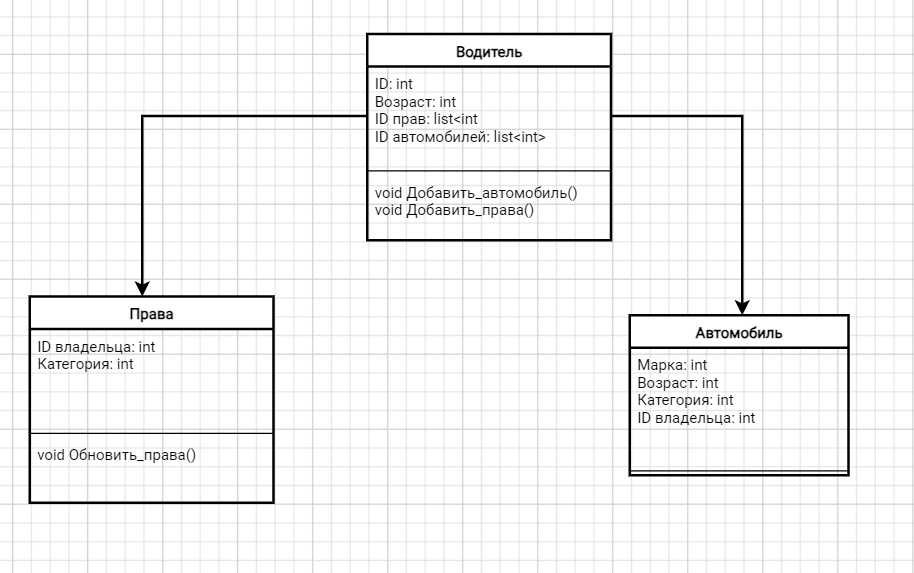 Водитель
ID: int
Возраст: int
ID прав: list<int
ID автомобилей: list<int>
void Добавить_автомобиль()
void Добавить_права()
Права
ID владельца: int
Категория: int
void Обновить_права()
Автомобиль
Марка: int
Возраст: int
Категория: int
ID владельца: int